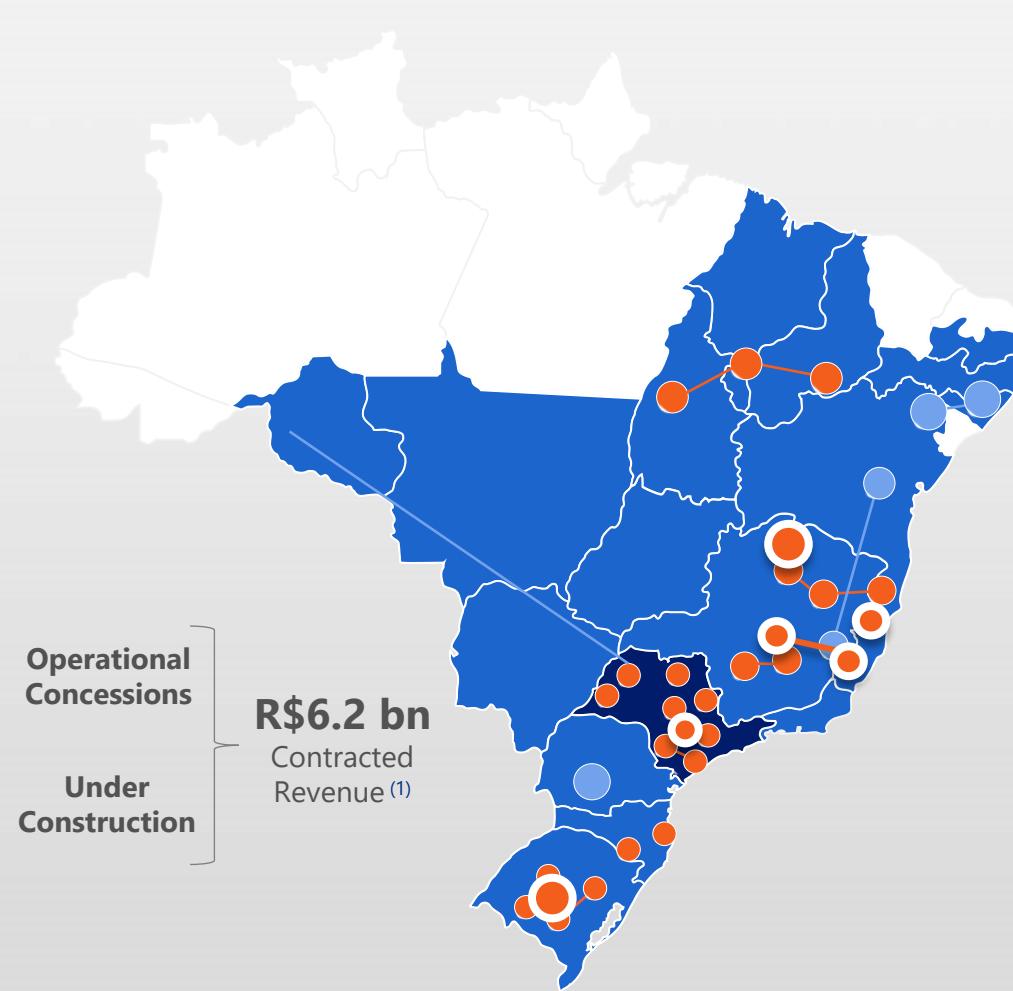 Operational
Concessions
R$6.2 bn
Contracted
Revenue (1)
Under
Construction